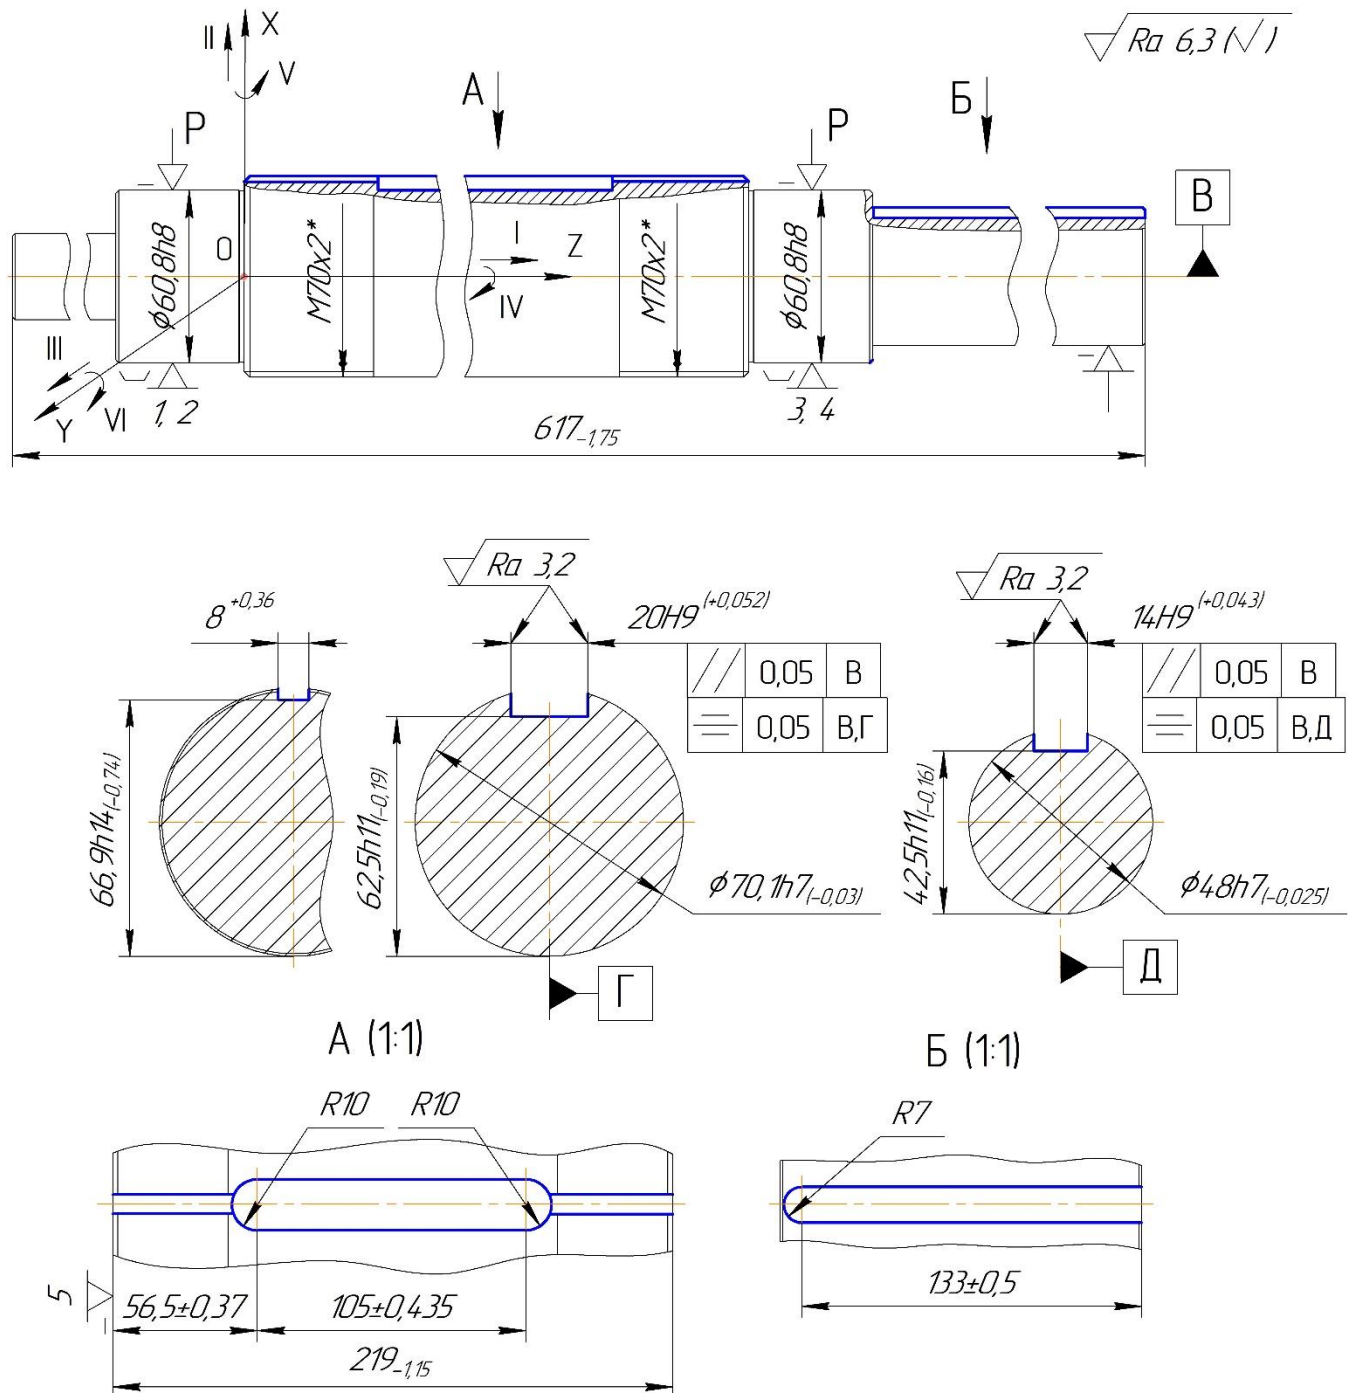 X
II
V
Ra 6,3 (√)
А
Б
P
P
В
ϕ60,8h8
O
M70x2*
I
Z
IV
M70x2*
ϕ60,8h8
III
Y
VI
1, 2
3, 4
617-1,75
Ra 3,2
Ra 3,2
8 +0,36
20H9(+0,052)
14H9(+0,043)
// 0,05 В
// 0,05 В
0,05 В,Г
0,05 В,Д
66,9h14(-0,74)
62,5h11(-0,19)
42,5h11(-0,16)
ϕ70,1h7(-0,03)
ϕ48h7(-0,025)
Г
Д
А (1:1)
Б (1:1)
R10
R10
R7
5
56,5±0,37
105±0,435
133±0,5
219-1,15